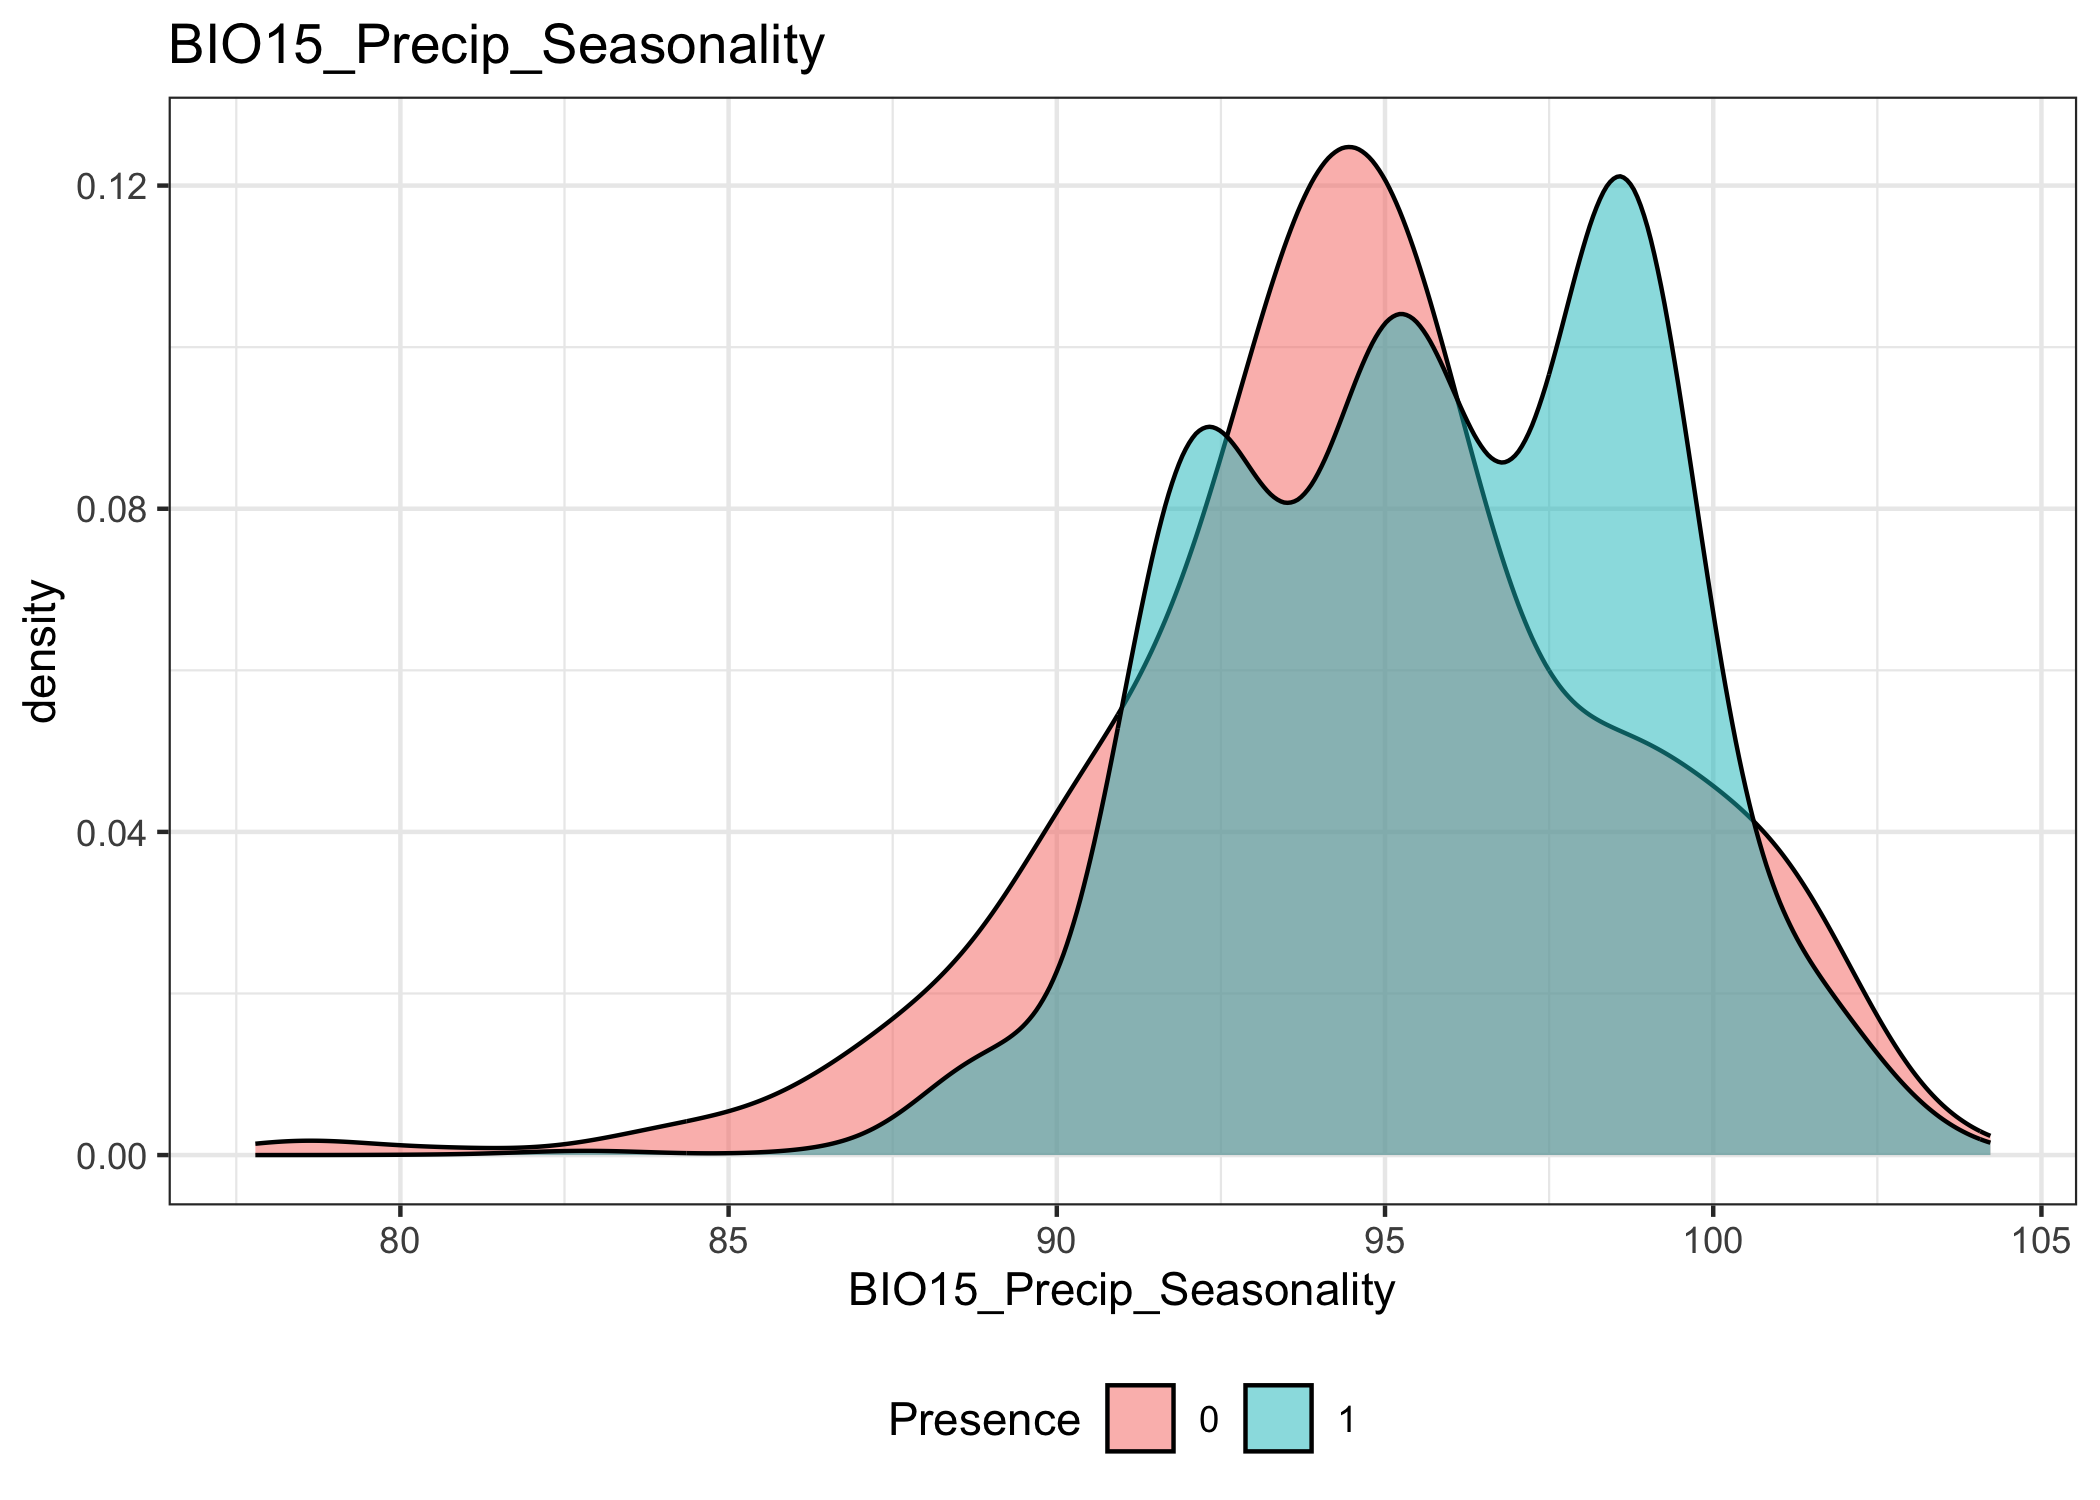 BIO15_Precip_Seasonality
0.12
0.08
0.04
0.00
density
80 85 90 95 100 105
BIO15_Precip_Seasonality
Presence 0 1